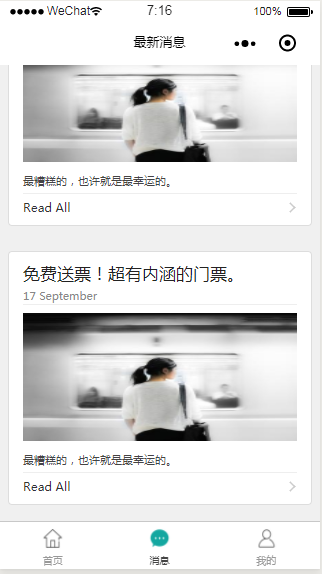 WeChat 7:16 100%
最新消息
最糟糕的，也许就是最幸运的。
Read All
免费送票！超有内涵的门票。
17 September
最糟糕的，也许就是最幸运的。
Read All
首页 消息 我的